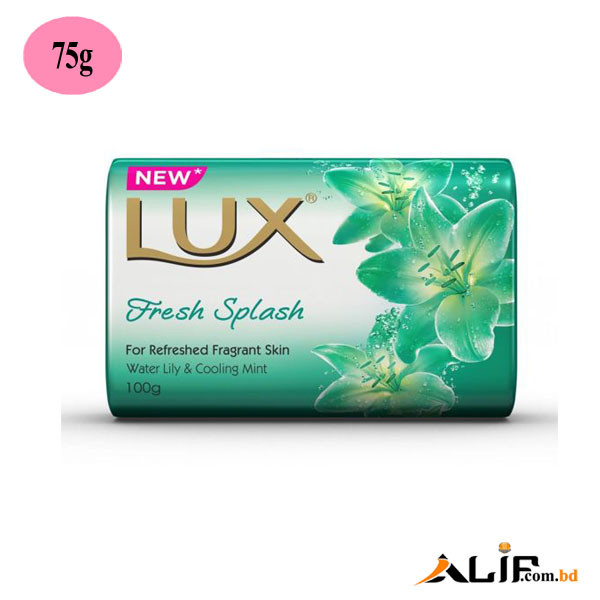 75g
NEW*
LUX®
Fresh Splash
For Refreshed Fragrant Skin
Water Lily & Cooling Mint
100g
ALIF.com.bd